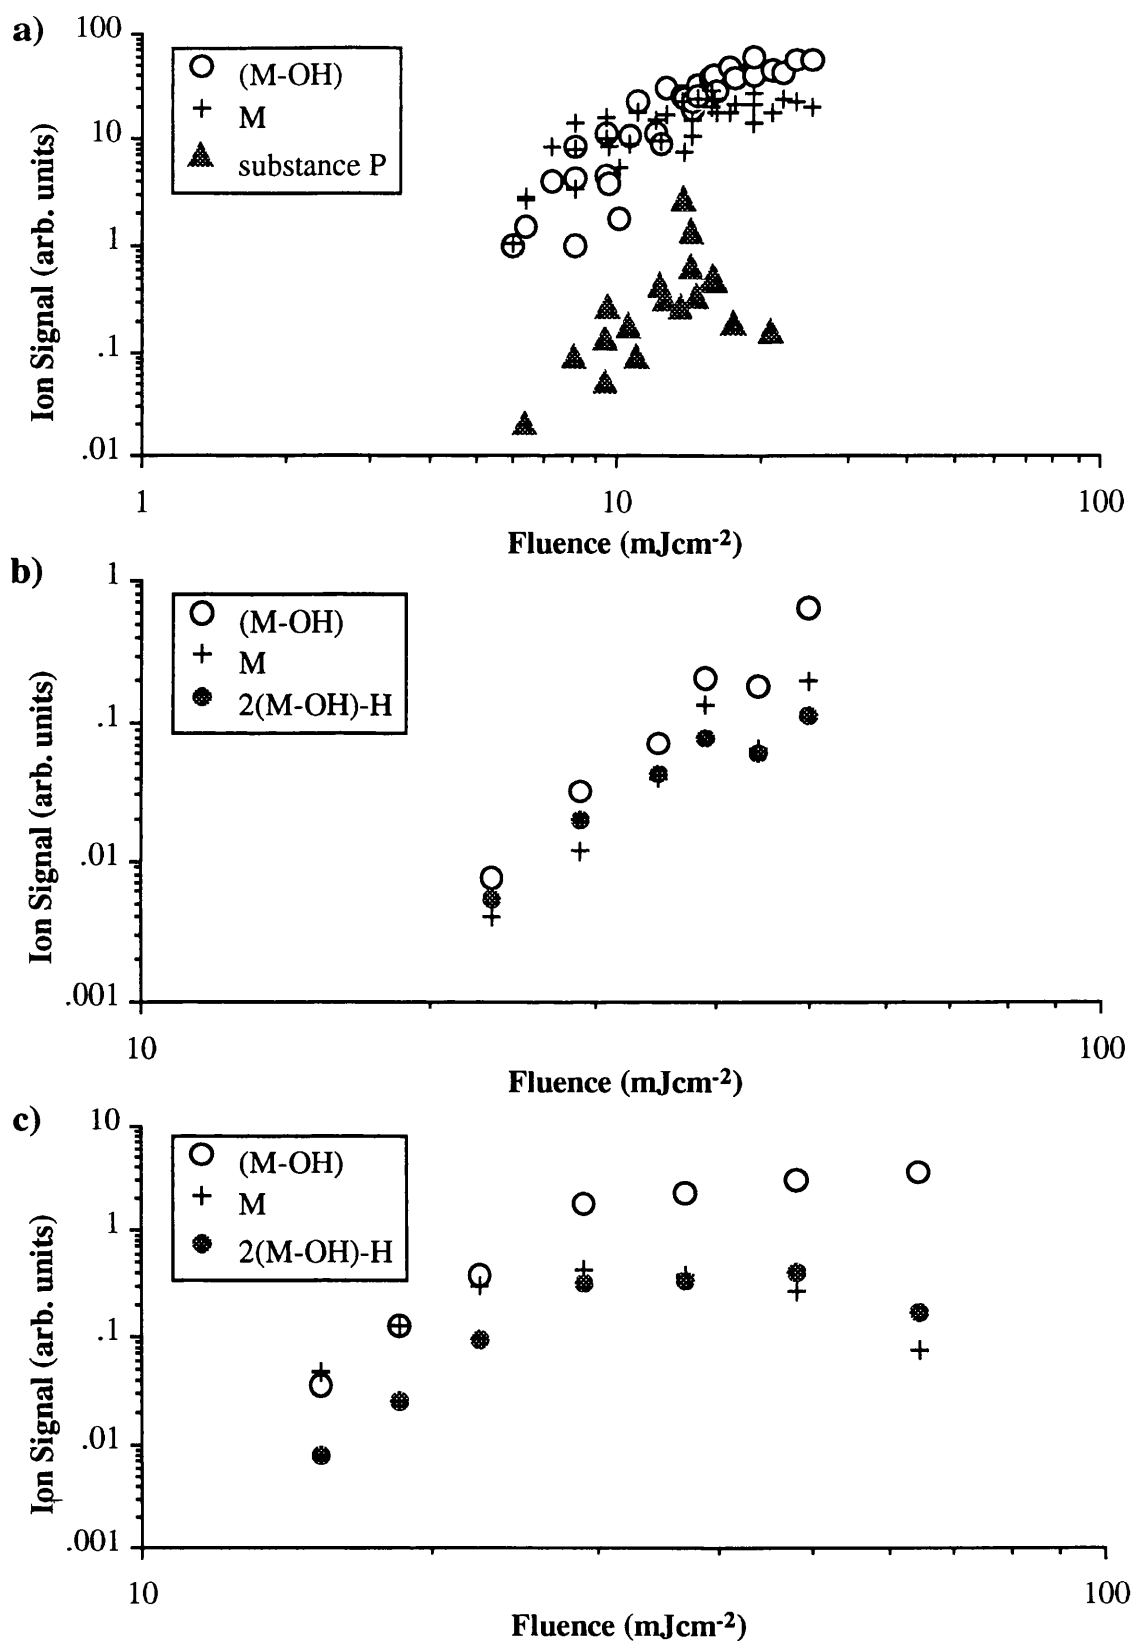 a)
100
10
1
.1
.01
Ion Signal (arb. units)
(M-OH)
M
substance P
1 10 100
Fluence (mJcm-2)
b)
1
.1
.01
.001
Ion Signal (arb. units)
(M-OH)
M
2(M-OH)-H
10 100
Fluence (mJcm-2)
c)
10
1
.1
.01
.001
Ion Signal (arb. units)
(M-OH)
M
2(M-OH)-H
10 100
Fluence (mJcm-2)